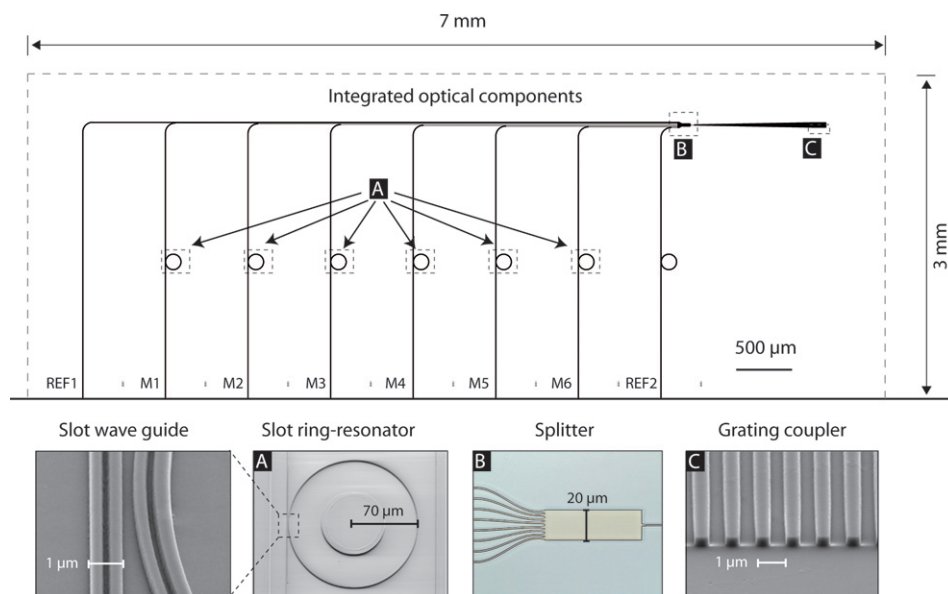 7 mm
Integrated optical components
B
C
A
3 mm
500 µm
REF1
M1
M2
M3
M4
M5
M6
REF2
Slot wave guide
Slot ring-resonator
Splitter
Grating coupler
A
B
C
1 µm
70 µm
20 µm
1 µm